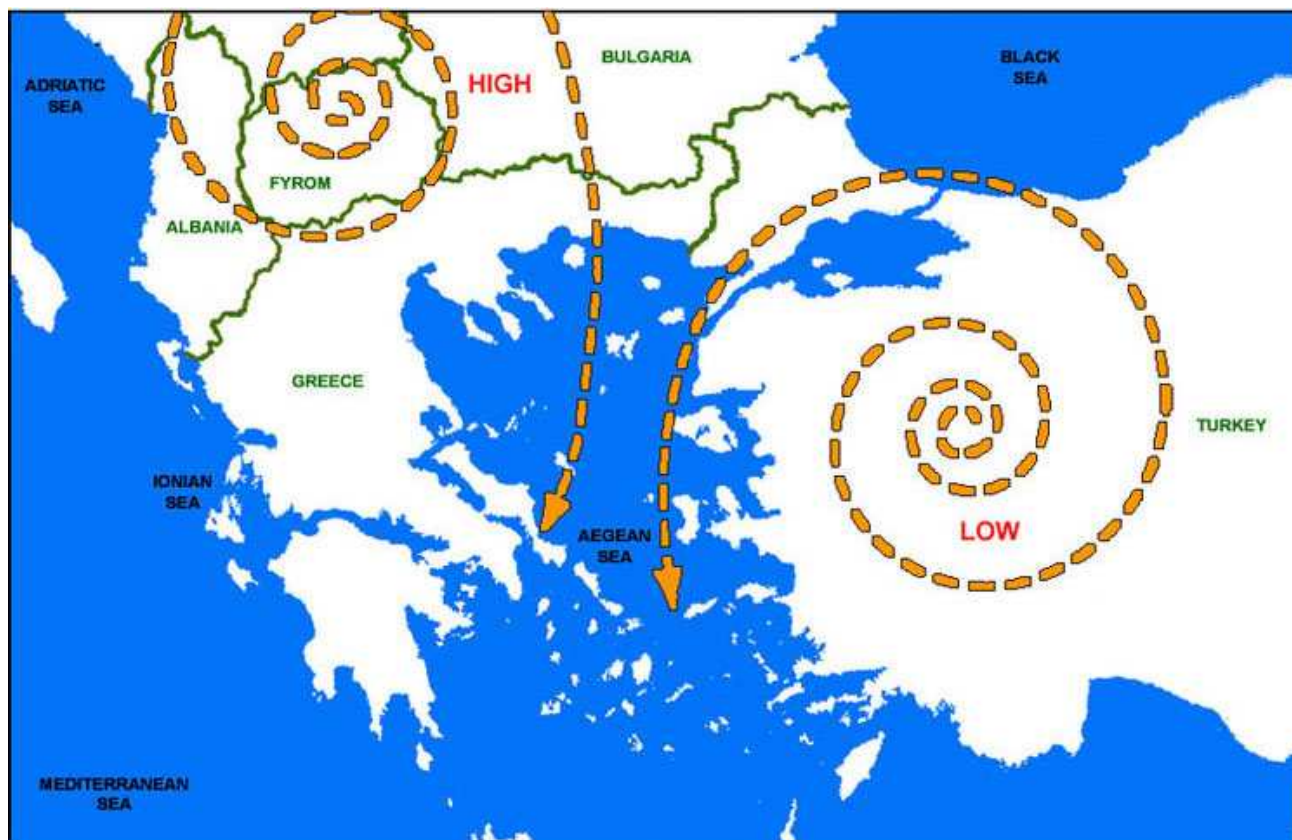 BULGARIA
BLACK
SEA
ADRIATIC
SEA
HIGH
FYROM
ALBANIA
GREECE
TURKEY
IONIAN
SEA
AEGEAN
SEA
LOW
MEDITERRANEAN
SEA